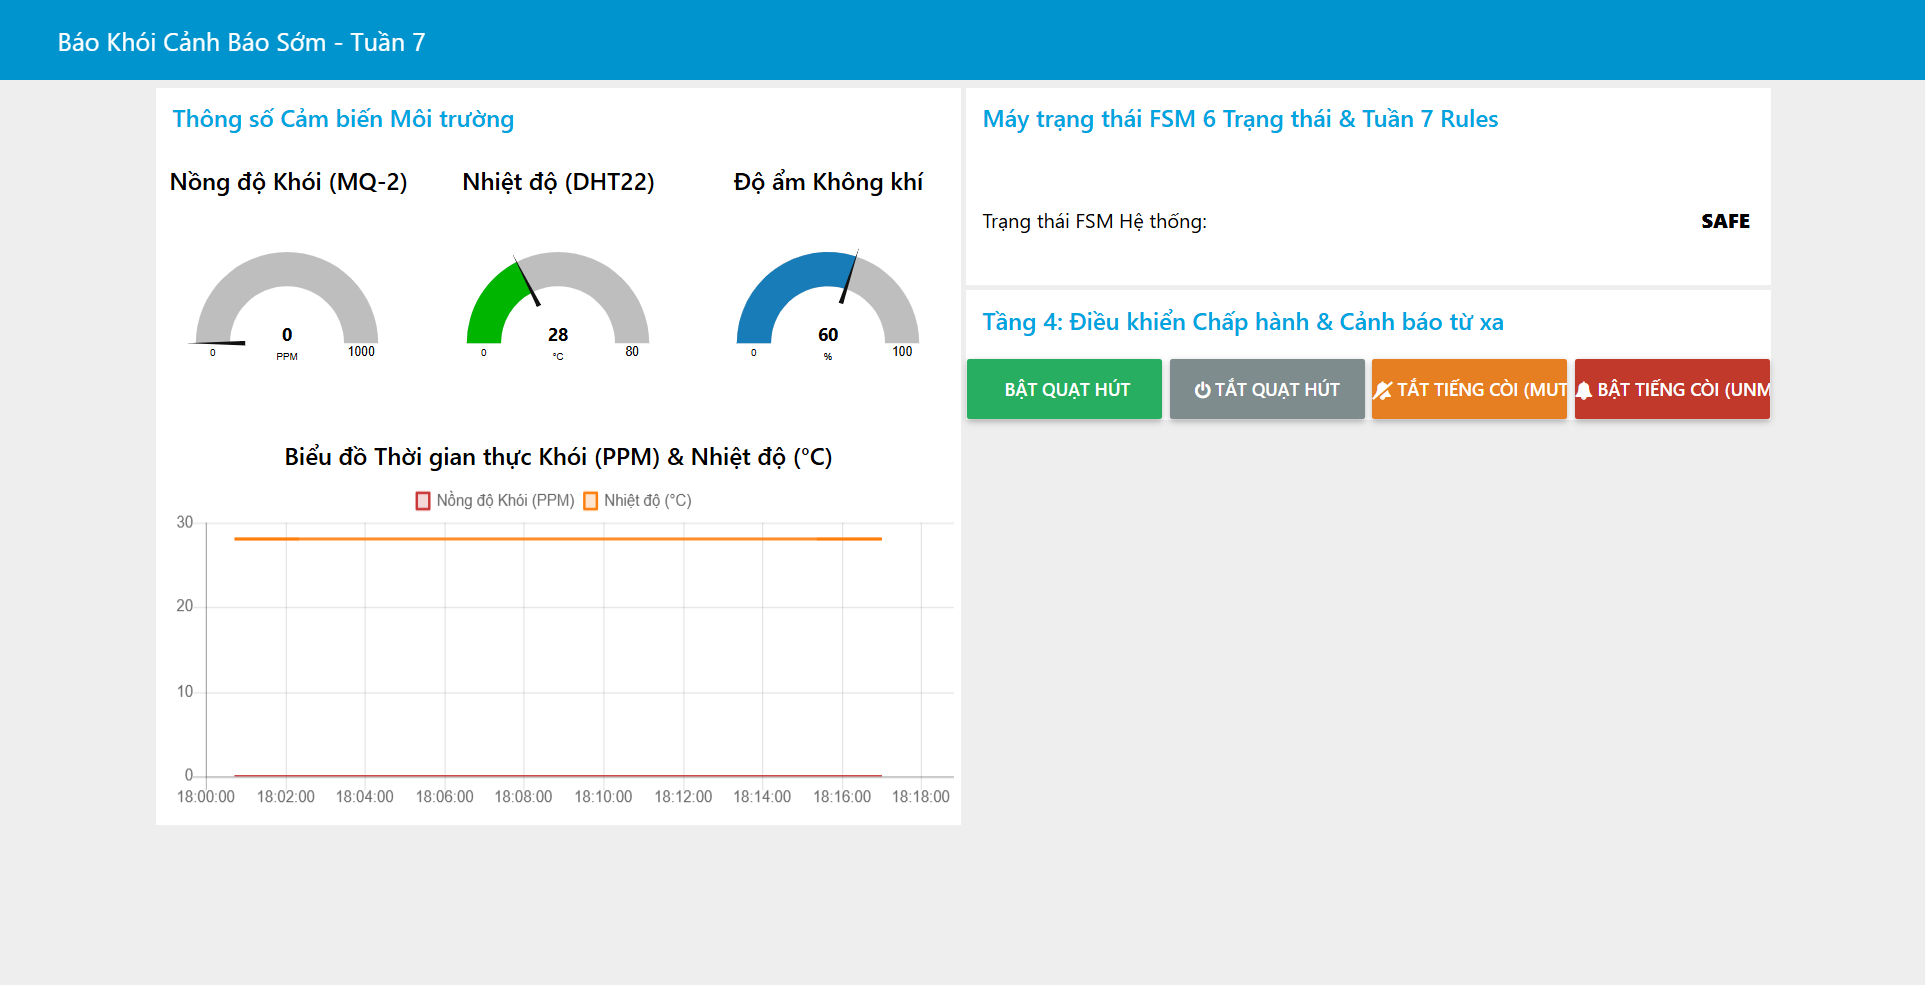 Báo Khói Cảnh Báo Sớm - Tuần 7
Thông số Cảm biến Môi trường
Nồng độ Khói (MQ-2)
Nhiệt độ (DHT22)
Độ ẩm Không khí
0
PPM
0
1000
28
°C
0
80
60
%
0
100
Biểu đồ Thời gian thực Khói (PPM) & Nhiệt độ (°C)
Nồng độ Khói (PPM)
Nhiệt độ (°C)
30
20
10
0
18:00:00 18:02:00 18:04:00 18:06:00 18:08:00 18:10:00 18:12:00 18:14:00 18:16:00 18:18:00
Máy trạng thái FSM 6 Trạng thái & Tuần 7 Rules
Trạng thái FSM Hệ thống:
SAFE
Tầng 4: Điều khiển Chấp hành & Cảnh báo từ xa
BẬT QUẠT HÚT
TẮT QUẠT HÚT
TẮT TIẾNG CÒI (MUT
BẬT TIẾNG CÒI (UNM